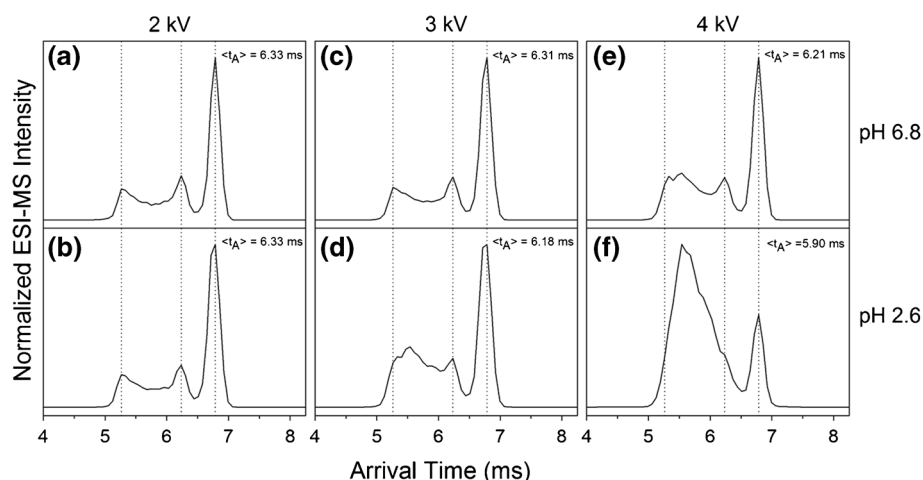 2 kV 3 kV 4 kV
(a) <tA> = 6.33 ms
(c) <tA> = 6.31 ms
(e) <tA> = 6.21 ms
pH 6.8
(b) <tA> = 6.33 ms
(d) <tA> = 6.18 ms
(f) <tA> =5.90 ms
pH 2.6
Normalized ESI-MS Intensity
4 5 6 7 8 4 5 6 7 8 4 5 6 7 8
Arrival Time (ms)